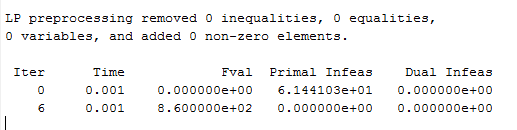 LP preprocessing removed 0 inequalities, 0 equalities,
0 variables, and added 0 non-zero elements.
Iter Time Fval Primal Infeas Dual Infeas
0 0.001 0.000000e+00 6.144103e+01 0.000000e+00
6 0.001 8.600000e+02 0.000000e+00 0.000000e+00